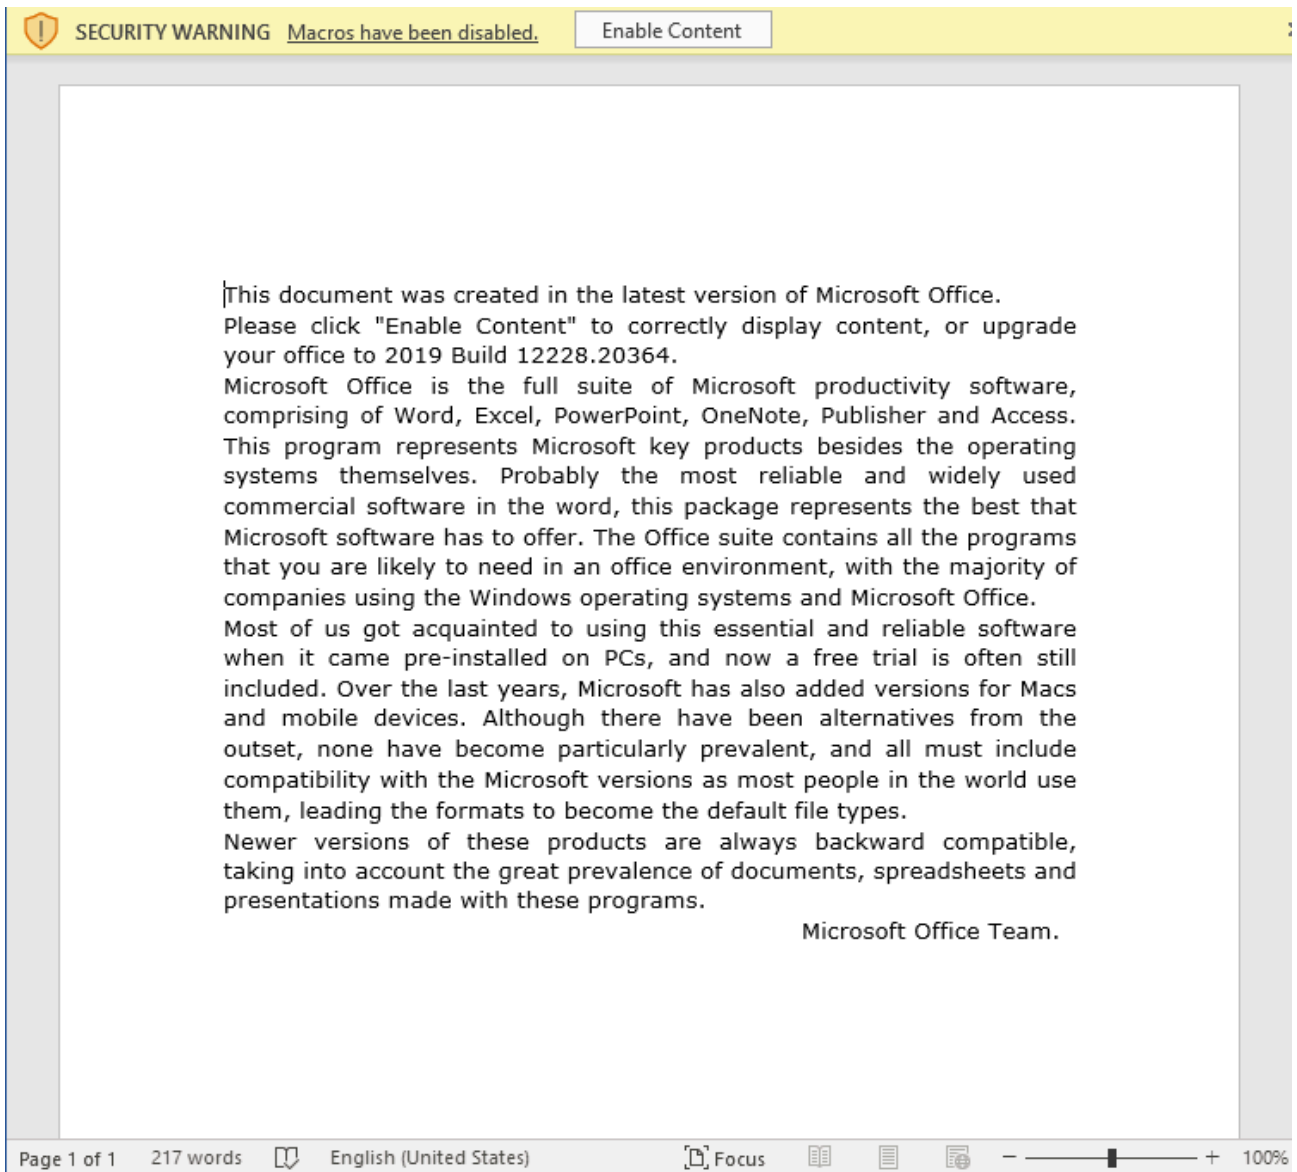 SECURITY WARNING Macros have been disabled. Enable Content
This document was created in the latest version of Microsoft Office.
Please click "Enable Content" to correctly display content, or upgrade
your office to 2019 Build 12228.20364.
Microsoft Office is the full suite of Microsoft productivity software,
comprising of Word, Excel, PowerPoint, OneNote, Publisher and Access.
This program represents Microsoft key products besides the operating
systems themselves. Probably the most reliable and widely used
commercial software in the word, this package represents the best that
Microsoft software has to offer. The Office suite contains all the programs
that you are likely to need in an office environment, with the majority of
companies using the Windows operating systems and Microsoft Office.
Most of us got acquainted to using this essential and reliable software
when it came pre-installed on PCs, and now a free trial is often still
included. Over the last years, Microsoft has also added versions for Macs
and mobile devices. Although there have been alternatives from the
outset, none have become particularly prevalent, and all must include
compatibility with the Microsoft versions as most people in the world use
them, leading the formats to become the default file types.
Newer versions of these products are always backward compatible,
taking into account the great prevalence of documents, spreadsheets and
presentations made with these programs.
Microsoft Office Team.
Page 1 of 1 217 words English (United States) Focus 100%